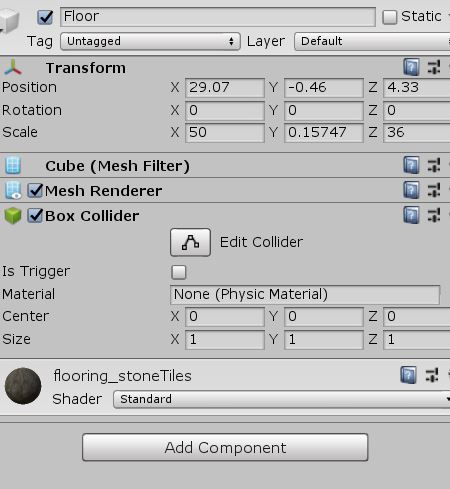 Floor Static
Tag Untagged Layer Default
Transform
Position X 29.07 Y -0.46 Z 4.33
Rotation X 0 Y 0 Z 0
Scale X 50 Y 0.15747 Z 36
Cube (Mesh Filter)
Mesh Renderer
Box Collider
Edit Collider
Is Trigger
Material None (Physic Material)
Center X 0 Y 0 Z 0
Size X 1 Y 1 Z 1
flooring_stoneTiles
Shader Standard
Add Component